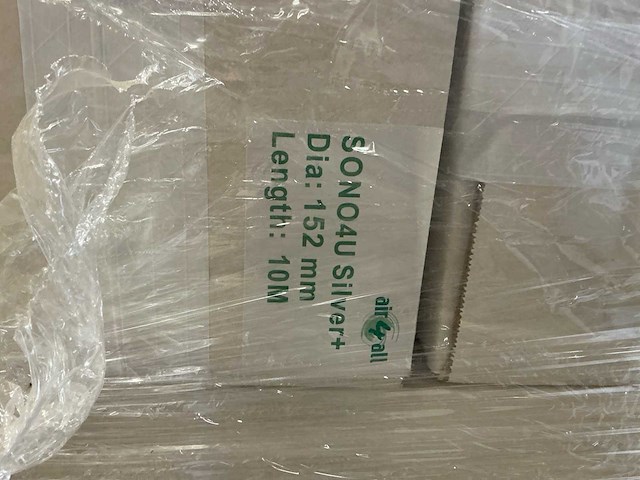 air4all
SONO4U Silver+
Dia: 152 mm
Length: 10M